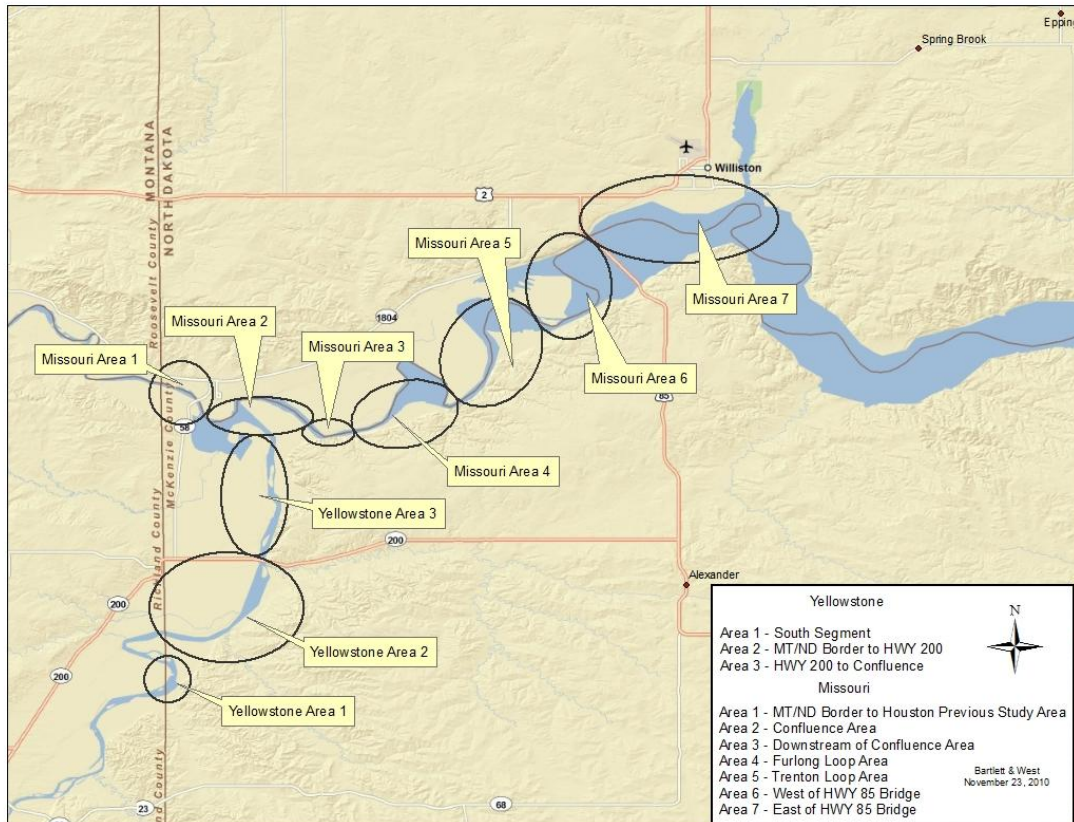 Epping
Spring Brook
Williston
2
MONTANA
NORTH DAKOTA
Roosevelt County
McKenzie County
Missouri Area 5
Missouri Area 7
1804
Missouri Area 2
Missouri Area 3
Missouri Area 1
Missouri Area 6
85
58
Missouri Area 4
Yellowstone Area 3
Richland County
200
Alexander
200
Yellowstone Area 2
200
Yellowstone Area 1
County
23
68
Yellowstone
N
Area 1 - South Segment
Area 2 - MT/ND Border to HWY 200
Area 3 - HWY 200 to Confluence
Missouri
Area 1 - MT/ND Border to Houston Previous Study Area
Area 2 - Confluence Area
Area 3 - Downstream of Confluence Area
Area 4 - Furlong Loop Area
Area 5 - Trenton Loop Area
Area 6 - West of HWY 85 Bridge
Area 7 - East of HWY 85 Bridge
Bartlett & West
November 23, 2010